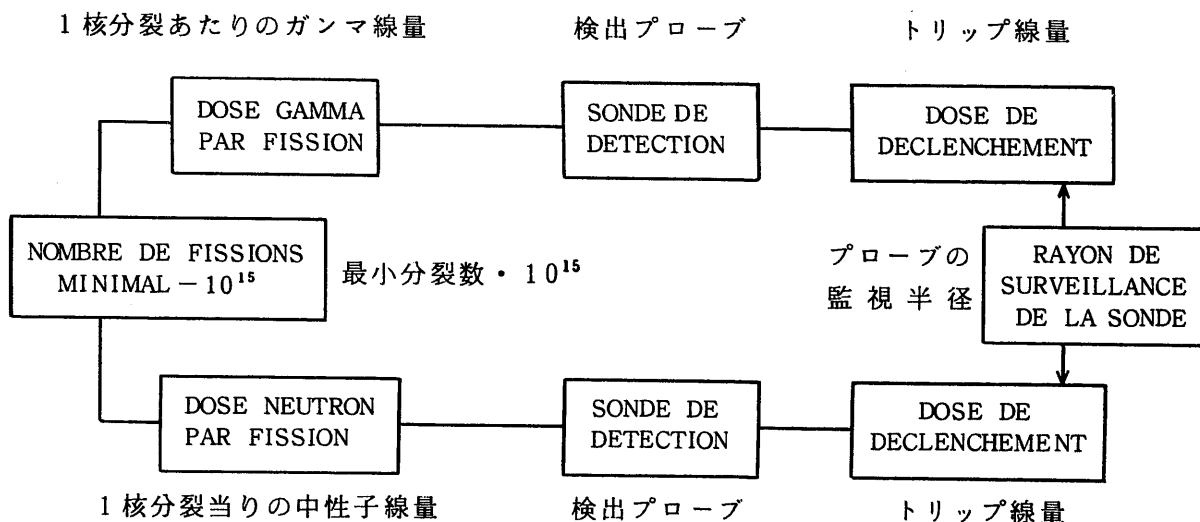 1核分裂あたりのガンマ線量 検出プローブ トリップ線量
DOSE GAMMA
PAR FISSION
SONDE DE
DETECTION
DOSE DE
DECLENCHEMENT
NOMBRE DE FISSIONS
MINIMAL – 10¹⁵
最小分裂数・10¹⁵
プローブの
監視半径
RAYON DE
SURVEILLANCE
DE LA SONDE
DOSE NEUTRON
PAR FISSION
SONDE DE
DETECTION
DOSE DE
DECLENCHEMENT
1核分裂当りの中性子線量 検出プローブ トリップ線量